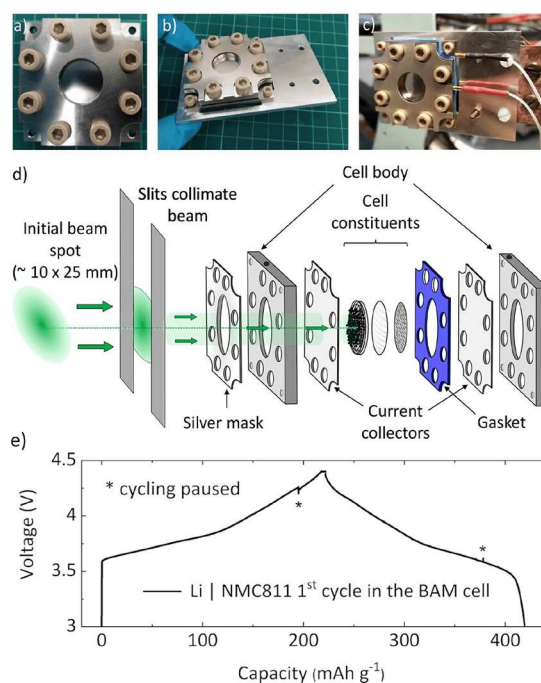 a)
b)
c)
d)
Cell body
Slits collimate
beam
Cell
constituents
Initial beam
spot
(~ 10 x 25 mm)
Silver mask
Current
collectors
Gasket
e)
4.5
* cycling paused
*
4
*
3.5
Li | NMC811 1st cycle in the BAM cell
3
Voltage (V)
0
100
200
300
400
Capacity (mAh g-1)